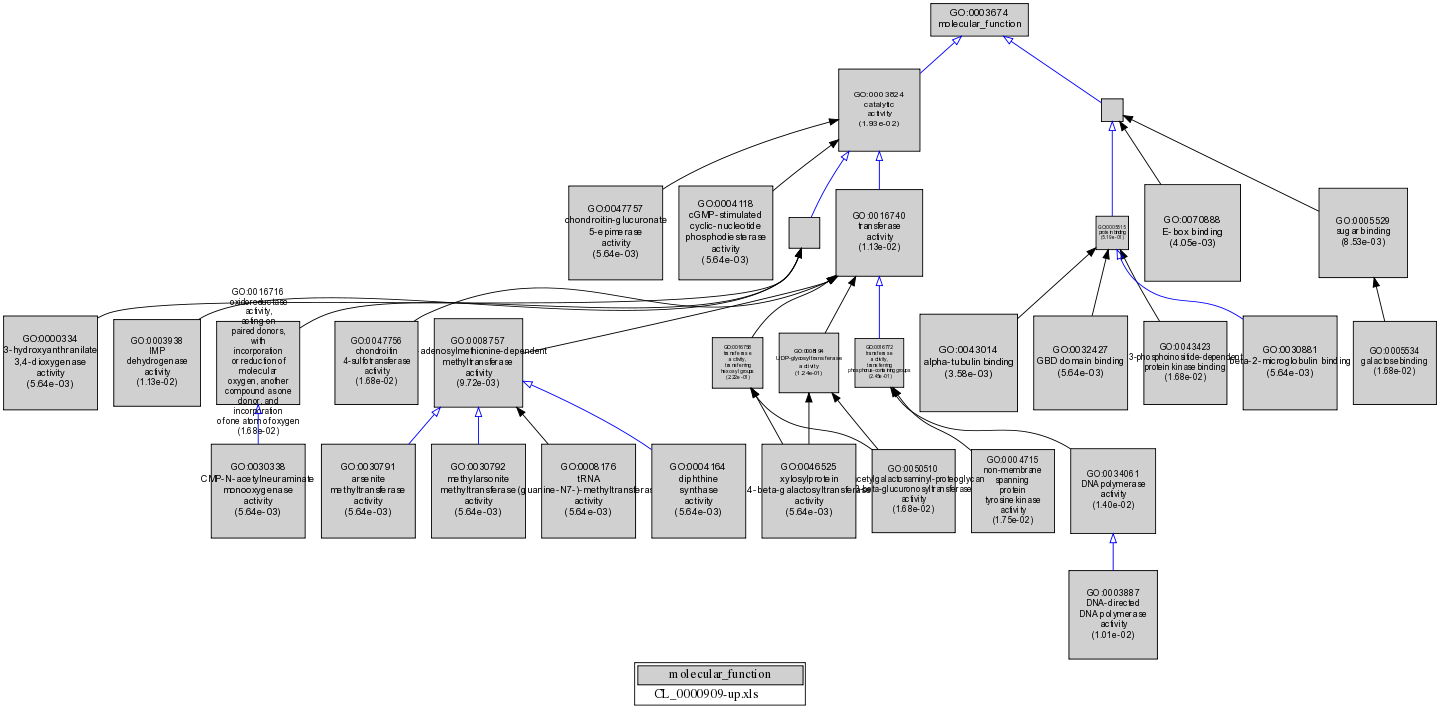 GO:0003674
molecular_function
GO:0003824
catalytic
activity
(1.93e-02)
GO:0047757
chondroitin-glucuronate
5-epimerase
activity
(5.64e-03)
GO:0004118
cGMP-stimulated
cyclic-nucleotide
phosphodiesterase
activity
(5.64e-03)
GO:0016740
transferase
activity
(1.13e-02)
GO:0005515
protein binding
(5.19e-01)
GO:0070888
E-box binding
(4.05e-03)
GO:0005529
sugar binding
(8.53e-03)
GO:0000334
3-hydroxyanthranilate
3,4-dioxygenase
activity
(5.64e-03)
GO:0003938
IMP
dehydrogenase
activity
(1.13e-02)
GO:0016716
oxidoreductase
activity,
acting on
paired donors,
with
incorporation
or reduction of
molecular
oxygen, another
compound as one
donor, and
incorporation
of one atom of oxygen
(1.68e-02)
GO:0047756
chondroitin
4-sulfotransferase
activity
(1.68e-02)
GO:0008757
adenosylmethionine-dependent
methyltransferase
activity
(9.72e-03)
GO:0016758
transferase
activity,
transferring
hexosyl groups
(2.22e-01)
GO:0008194
UDP-glycosyltransferase
activity
(1.24e-01)
GO:0016772
transferase
activity,
transferring
phosphorus-containing groups
(2.45e-01)
GO:0043014
alpha-tubulin binding
(3.58e-03)
GO:0032427
GBD domain binding
(5.64e-03)
GO:0043423
3-phosphoinositide-dependent
protein kinase binding
(1.68e-02)
GO:0030881
beta-2-microglobulin binding
(5.64e-03)
GO:0005534
galactose binding
(1.68e-02)
GO:0030338
CMP-N-acetylneuraminate
monooxygenase
activity
(5.64e-03)
GO:0030791
arsenite
methyltransferase
activity
(5.64e-03)
GO:0030792
methylarsonite
methyltransferase
activity
(5.64e-03)
GO:0008176
tRNA
(guanine-N7-)-methyltransferase
activity
(5.64e-03)
GO:0004164
diphthine
synthase
activity
(5.64e-03)
GO:0046525
xylosylprotein
4-beta-galactosyltransferase
activity
(5.64e-03)
GO:0050510
acetylgalactosaminyl-proteoglycan
3-beta-glucuronosyltransferase
activity
(1.68e-02)
GO:0004715
non-membrane
spanning
protein
tyrosine kinase
activity
(1.75e-02)
GO:0034061
DNA polymerase
activity
(1.40e-02)
GO:0003887
DNA-directed
DNA polymerase
activity
(1.01e-02)
molecular_function
CL_0000909-up.xls